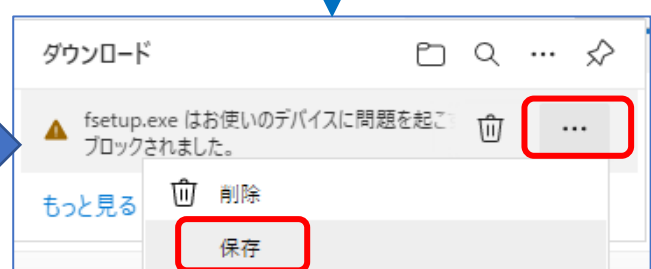 ダウンロード
fsetup.exe はお使いのデバイスに問題を起こ
ブロックされました。
もっと見る
削除
保存